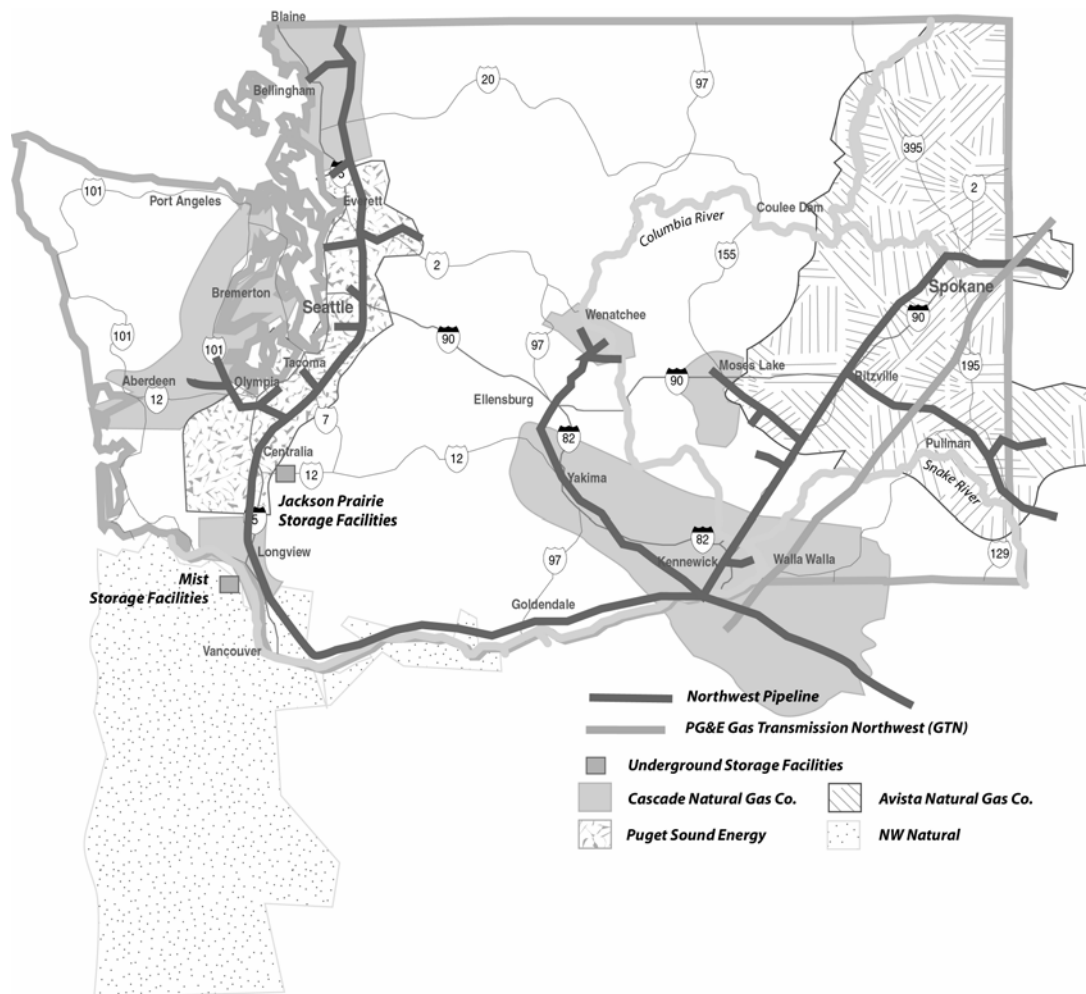 Blaine
20
97
Bellingham
395
5
101
Port Angeles
Everett
2
Columbia River
Coulee Dam
2
155
Bremerton
Seattle
Spokane
Wenatchee
90
101
90
97
101
Tacoma
Moses Lake
195
Aberdeen
Olympia
90
Ritzville
12
Ellensburg
7
82
Pullman
Centralia
12
12
Snake River
Yakima
Jackson Prairie
Storage Facilities
5
82
Longview
Kennewick
Walla Walla
129
97
Mist
Storage Facilities
Goldendale
Vancouver
Northwest Pipeline
PG&E Gas Transmission Northwest (GTN)
Underground Storage Facilities
Cascade Natural Gas Co.
Avista Natural Gas Co.
Puget Sound Energy
NW Natural